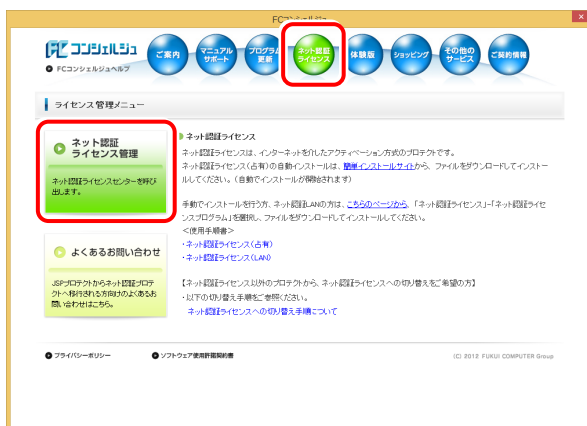 FCコンシェルジュ
×
FC コンシェルジュ
FCコンシェルジュヘルプ
ご案内
マニュアル
サポート
プログラム
更新
ネット認証
ライセンス
体験版
ショッピング
その他の
サービス
ご契約情報
ライセンス管理メニュー
ネット認証
ライセンス管理
ネット認証ライセンスセンターを呼び
出します。
よくあるお問い合わせ
JSPプロテクトからネット認証プロテ
クトへ移行される方向けのよくあるお
問い合わせはこちら。
ネット認証ライセンス
ネット認証ライセンスは、インターネットを介したアクティベーション方式のプロテクトです。
ネット認証ライセンス(占有)の自動インストールは、簡単インストールサイトから、ファイルをダウンロードしてインストー
ルしてください。(自動でインストールが開始されます)
手動でインストールを行う方、ネット認証LANの方は、こちらのページから、「ネット認証ライセンス」-「ネット認証ライセ
ンスプログラム」を選択し、ファイルをダウンロードしてインストールしてください。
<使用手順書>
・ネット認証ライセンス(占有)
・ネット認証ライセンス(LAN)
【ネット認証ライセンス以外のプロテクトから、ネット認証ライセンスへの切り替えをご希望の方】
・以下の切り替え手順をご参照ください。
ネット認証ライセンスへの切り替え手順について
プライバシーポリシー
ソフトウェア使用許諾契約書
(C) 2012 FUKUI COMPUTER Group